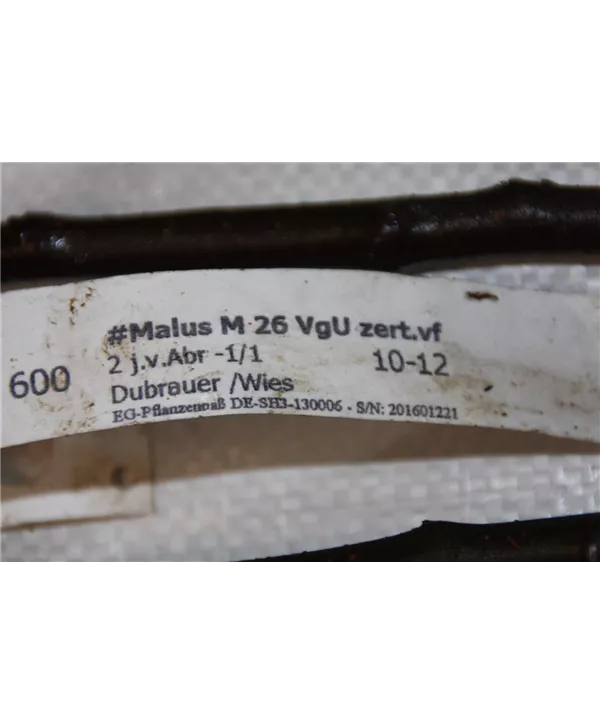 #Malus M 26 VgU zert.vf
2 j.v.Abr -1/1 10-12
600
Dubrauer /Wies
EG-Pflanzenpaß DE-SH3-130006 - S/N: 201601221